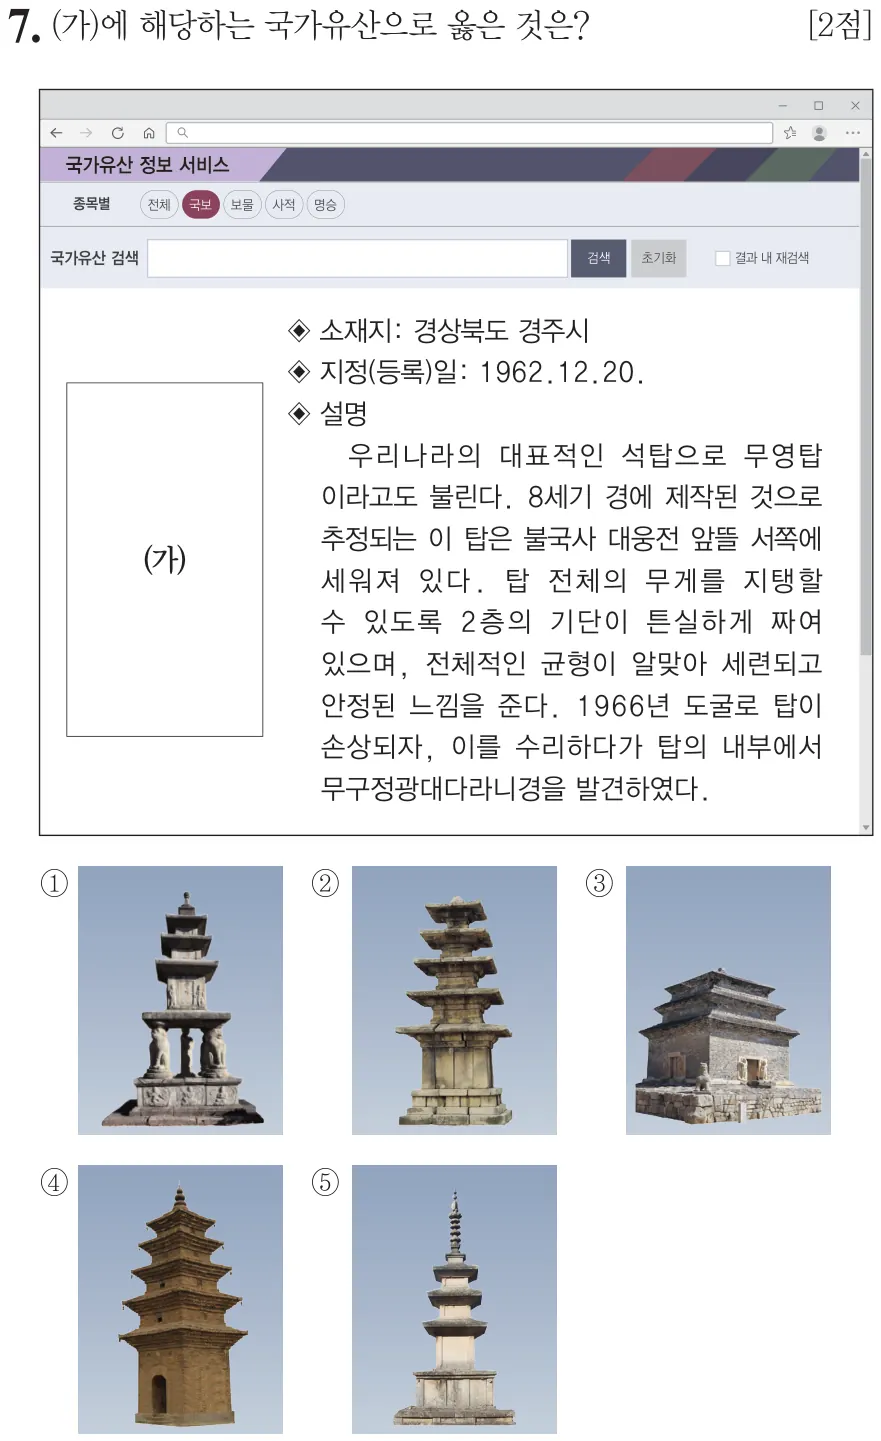 7. (가)에 해당하는 국가유산으로 옳은 것은? [2점]
국가유산 정보 서비스
종목별 전체 국보 보물 사적 명승
국가유산 검색 검색 초기화 결과 내 재검색
◈ 소재지: 경상북도 경주시
◈ 지정(등록)일: 1962.12.20.
◈ 설명
우리나라의 대표적인 석탑으로 무영탑
이라고도 불린다. 8세기 경에 제작된 것으로
추정되는 이 탑은 불국사 대웅전 앞뜰 서쪽에
세워져 있다. 탑 전체의 무게를 지탱할
수 있도록 2층의 기단이 튼실하게 짜여
있으며, 전체적인 균형이 알맞아 세련되고
안정된 느낌을 준다. 1966년 도굴로 탑이
손상되자, 이를 수리하다가 탑의 내부에서
무구정광대다라니경을 발견하였다.
(가)
① ② ③
④ ⑤